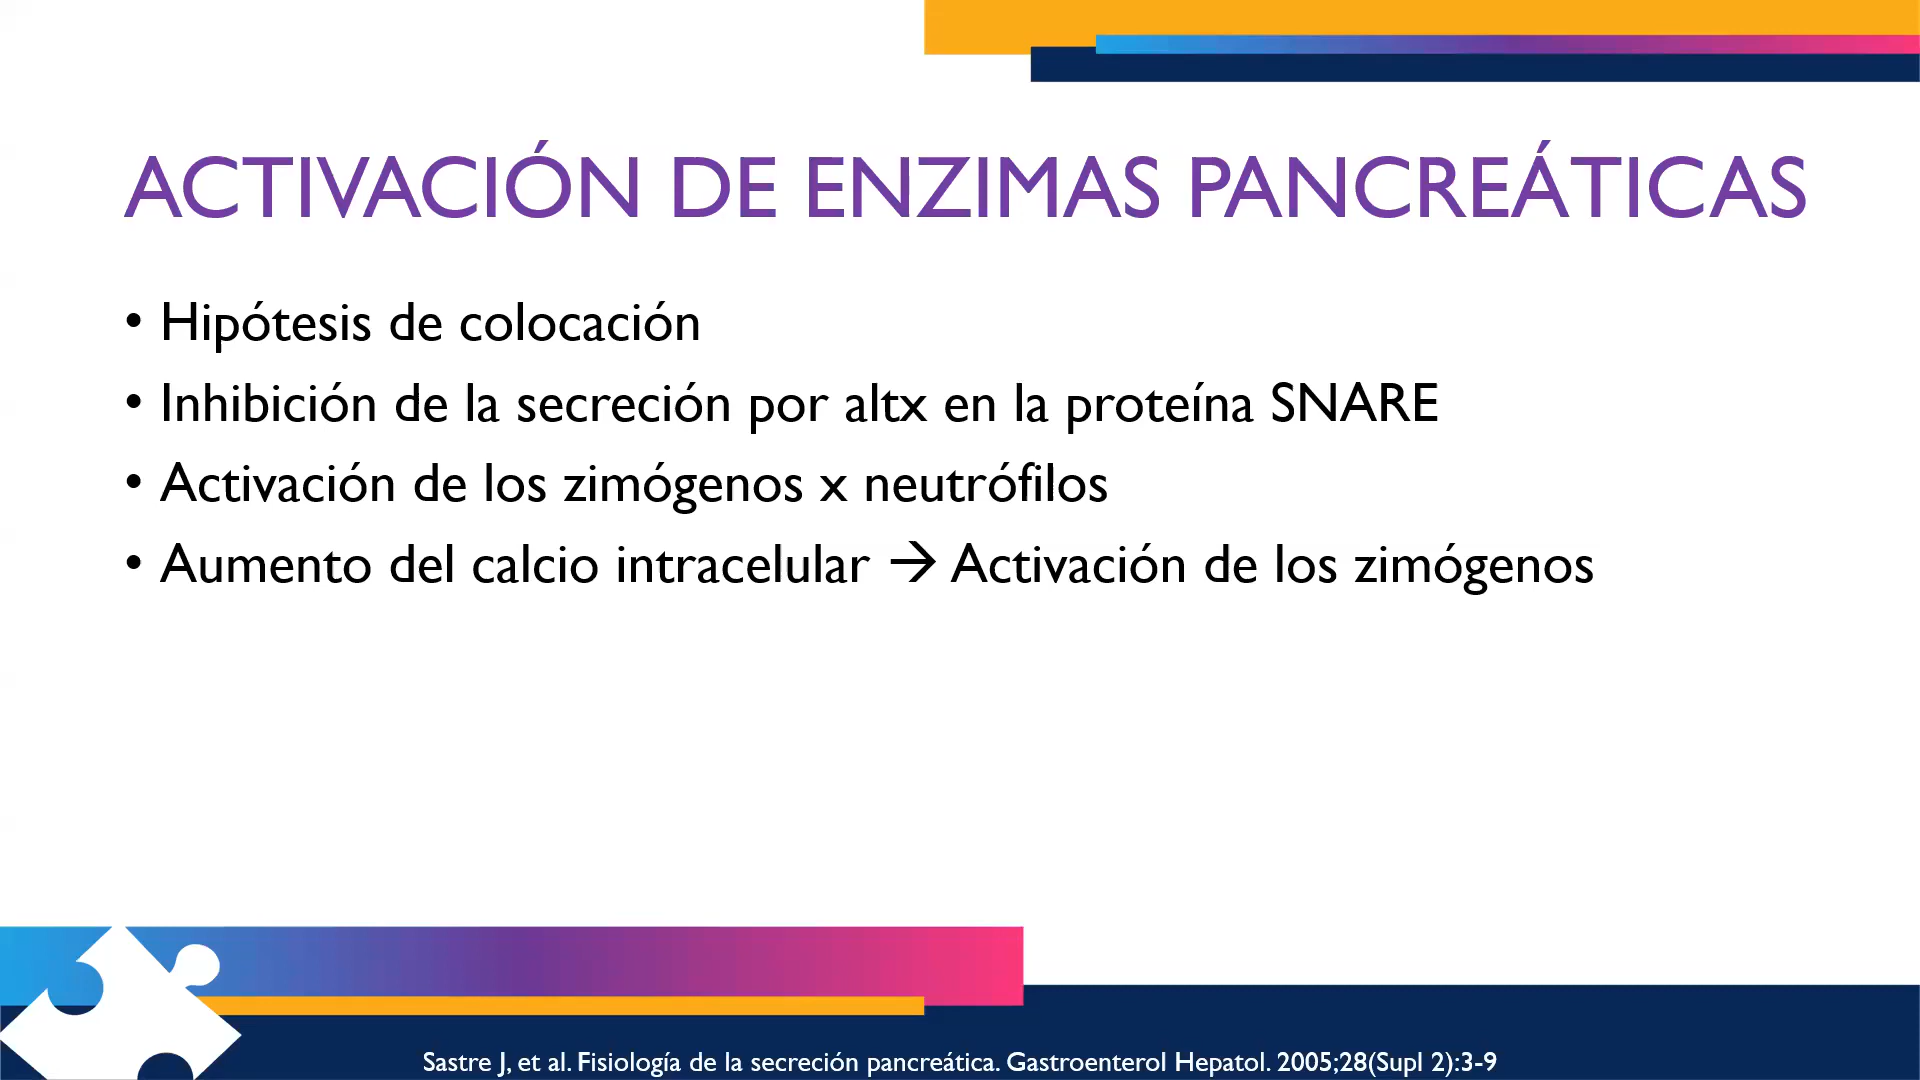 ACTIVACIÓN DE ENZIMAS PANCREÁTICAS
• Hipótesis de colocación
• Inhibición de la secreción por altx en la proteína SNARE
• Activación de los zimógenos x neutrófilos
• Aumento del calcio intracelular → Activación de los zimógenos
Sastre J, et al. Fisiología de la secreción pancreática. Gastroenterol Hepatol. 2005;28(Supl 2):3-9